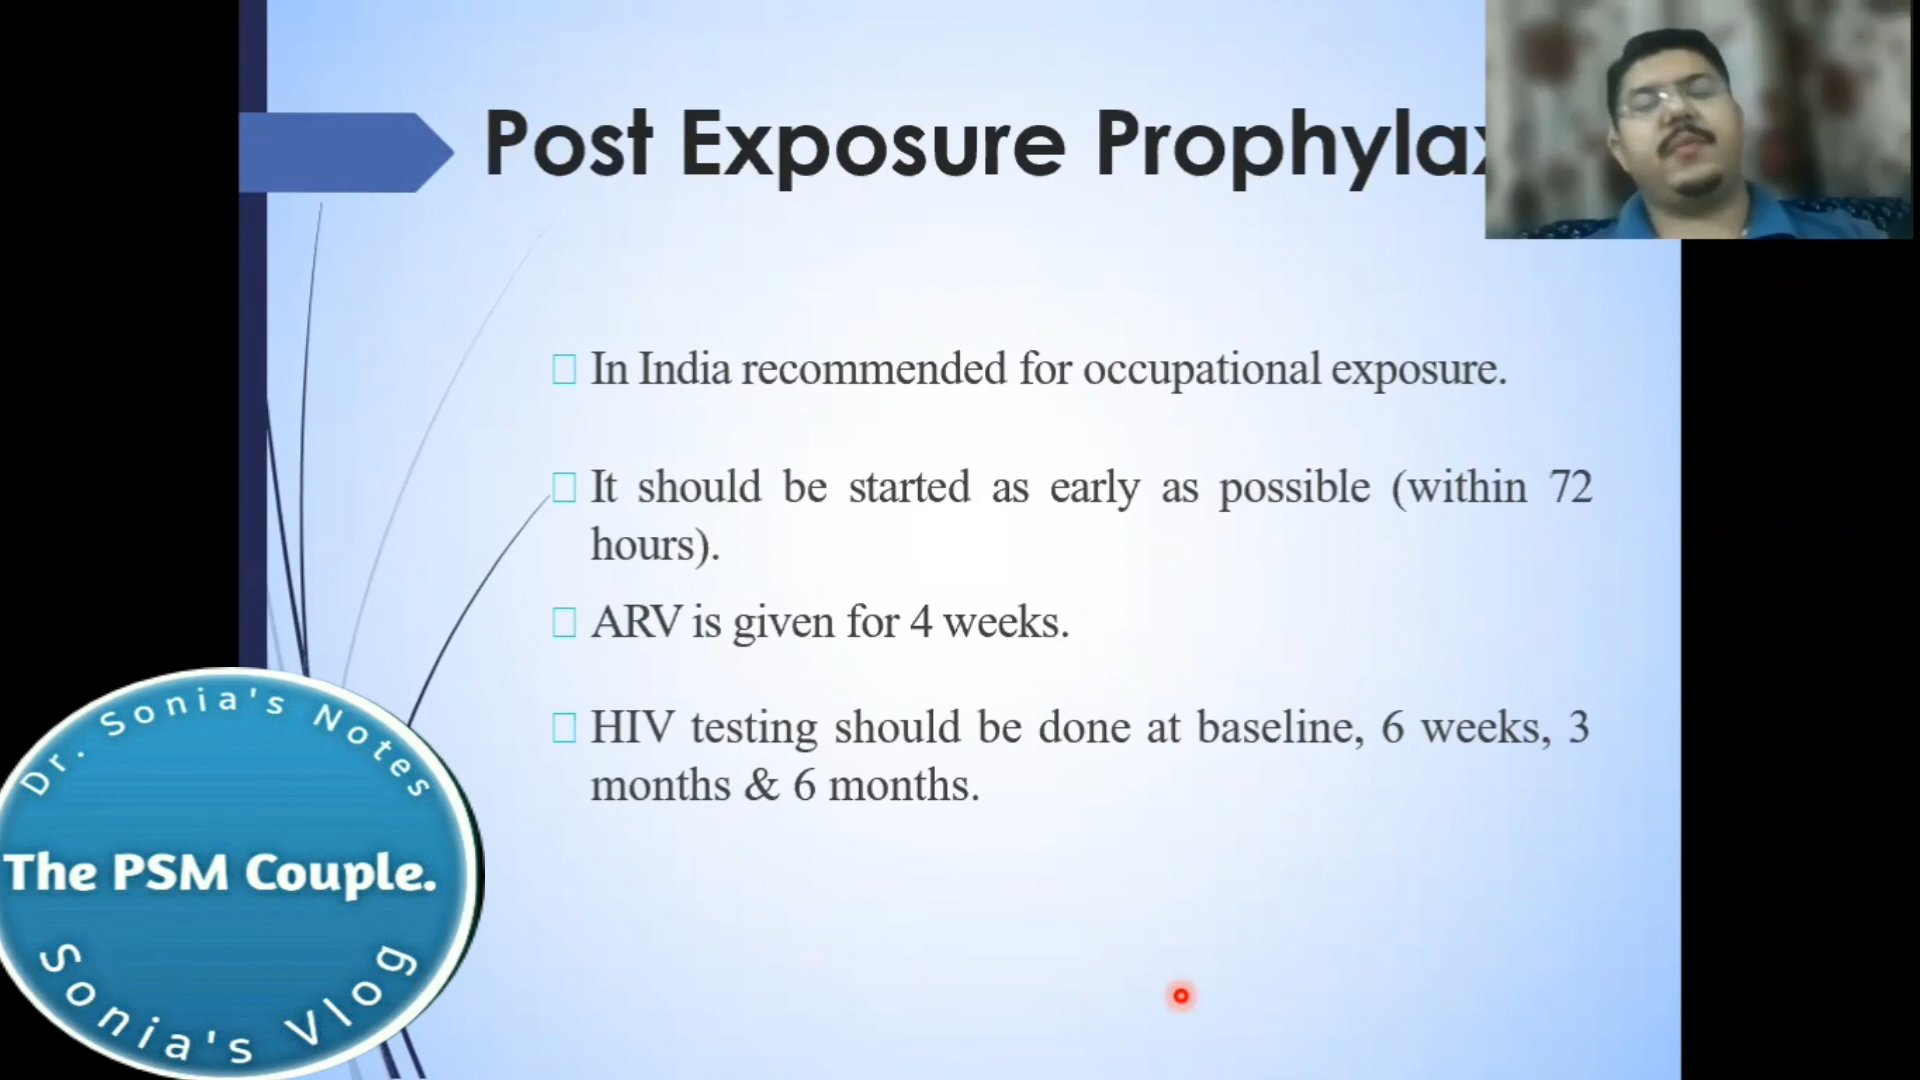 Post Exposure Prophylax
In India recommended for occupational exposure.
It should be started as early as possible (within 72
hours).
ARV is given for 4 weeks.
HIV testing should be done at baseline, 6 weeks, 3
months & 6 months.
Dr. Sonia's Notes
The PSM Couple.
Sonia's Vlog